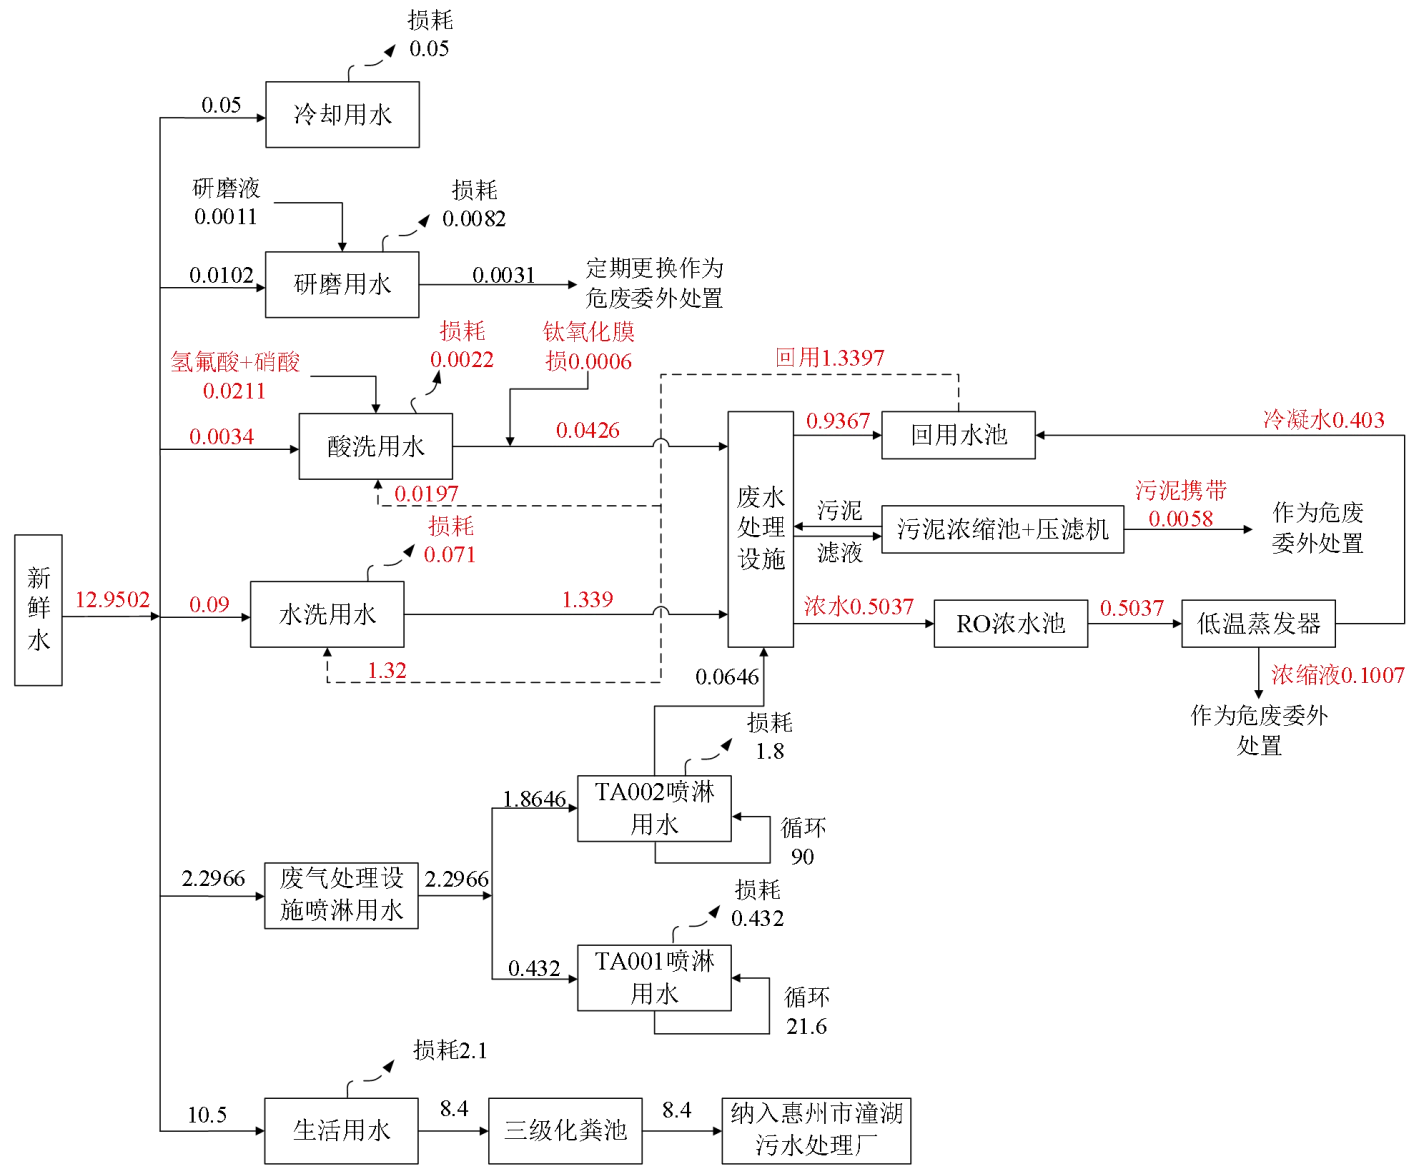 损耗
0.05
0.05
冷却用水
研磨液
0.0011
损耗
0.0082
0.0102
研磨用水
0.0031
定期更换作为
危废委外处置
氢氟酸+硝酸
0.0211
损耗
0.0022
钛氧化膜
损0.0006
回用1.3397
0.0034
酸洗用水
0.0426
0.0197
废水
处理
设施
0.9367
回用水池
冷凝水0.403
污泥
滤液
污泥浓缩池+压滤机
污泥携带
0.0058
作为危废
委外处置
新
鲜
水
12.9502
0.09
水洗用水
损耗
0.071
1.339
1.32
浓水0.5037
RO浓水池
0.5037
低温蒸发器
浓缩液0.1007
作为危废委外
处置
0.0646
损耗
1.8
1.8646
TA002喷淋
用水
循环
90
2.2966
废气处理设
施喷淋用水
2.2966
损耗
0.432
0.432
TA001喷淋
用水
循环
21.6
损耗2.1
10.5
生活用水
8.4
三级化粪池
8.4
纳入惠州市潼湖
污水处理厂